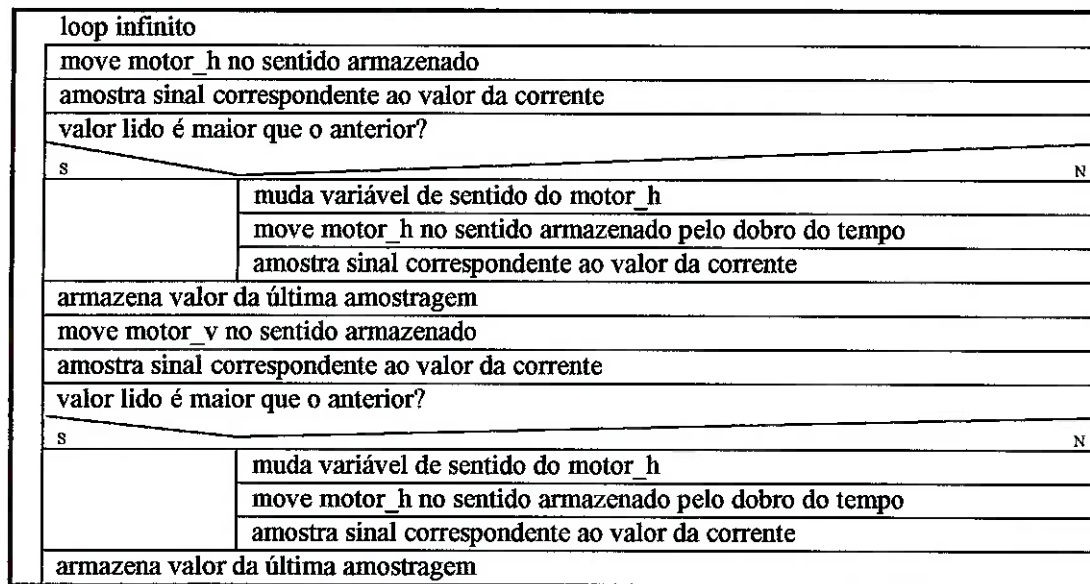 loop infinito
move motor_h no sentido armazenado
amostra sinal correspondente ao valor da corrente
valor lido é maior que o anterior?
S N
muda variável de sentido do motor_h
move motor_h no sentido armazenado pelo dobro do tempo
amostra sinal correspondente ao valor da corrente
armazena valor da última amostragem
move motor_v no sentido armazenado
amostra sinal correspondente ao valor da corrente
valor lido é maior que o anterior?
S N
muda variável de sentido do motor_h
move motor_h no sentido armazenado pelo dobro do tempo
amostra sinal correspondente ao valor da corrente
armazena valor da última amostragem